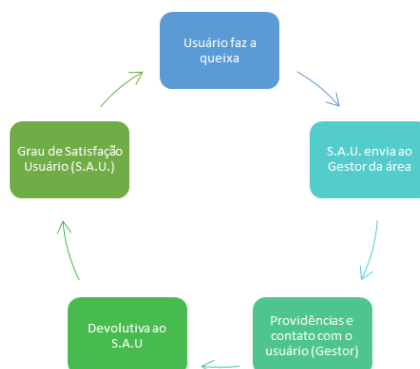 Usuário faz a
queixa
S.A.U. envia ao
Gestor da área
Providências e
contato com o
usuário (Gestor)
Devolutiva ao
S.A.U
Grau de Satisfação
Usuário (S.A.U.)